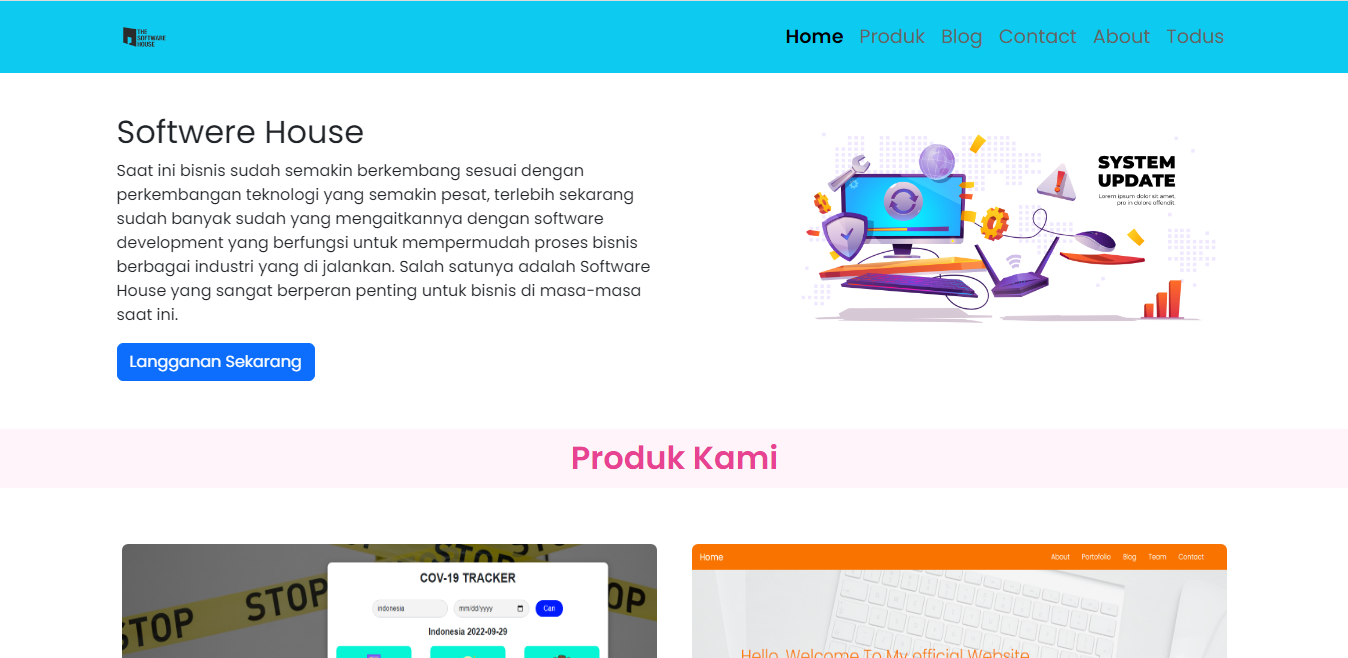 THE
SOFTWARE
HOUSE
Home Produk Blog Contact About Todus
Softwere House
Saat ini bisnis sudah semakin berkembang sesuai dengan
perkembangan teknologi yang semakin pesat, terlebih sekarang
sudah banyak sudah yang mengaitkannya dengan software
development yang berfungsi untuk mempermudah proses bisnis
berbagai industri yang di jalankan. Salah satunya adalah Software
House yang sangat berperan penting untuk bisnis di masa-masa
saat ini.
Langganan Sekarang
SYSTEM
UPDATE
Lorem ipsum dolor sit amet
pro in dolore offendit
Produk Kami
STOP
STOP
STOP
STOP
OP
COV-19 TRACKER
indonesia mm/dd/yyyy Cari
Indonesia 2022-09-29
Home About Portofolio Blog Team Contact
Hello, Welcome To My official Website